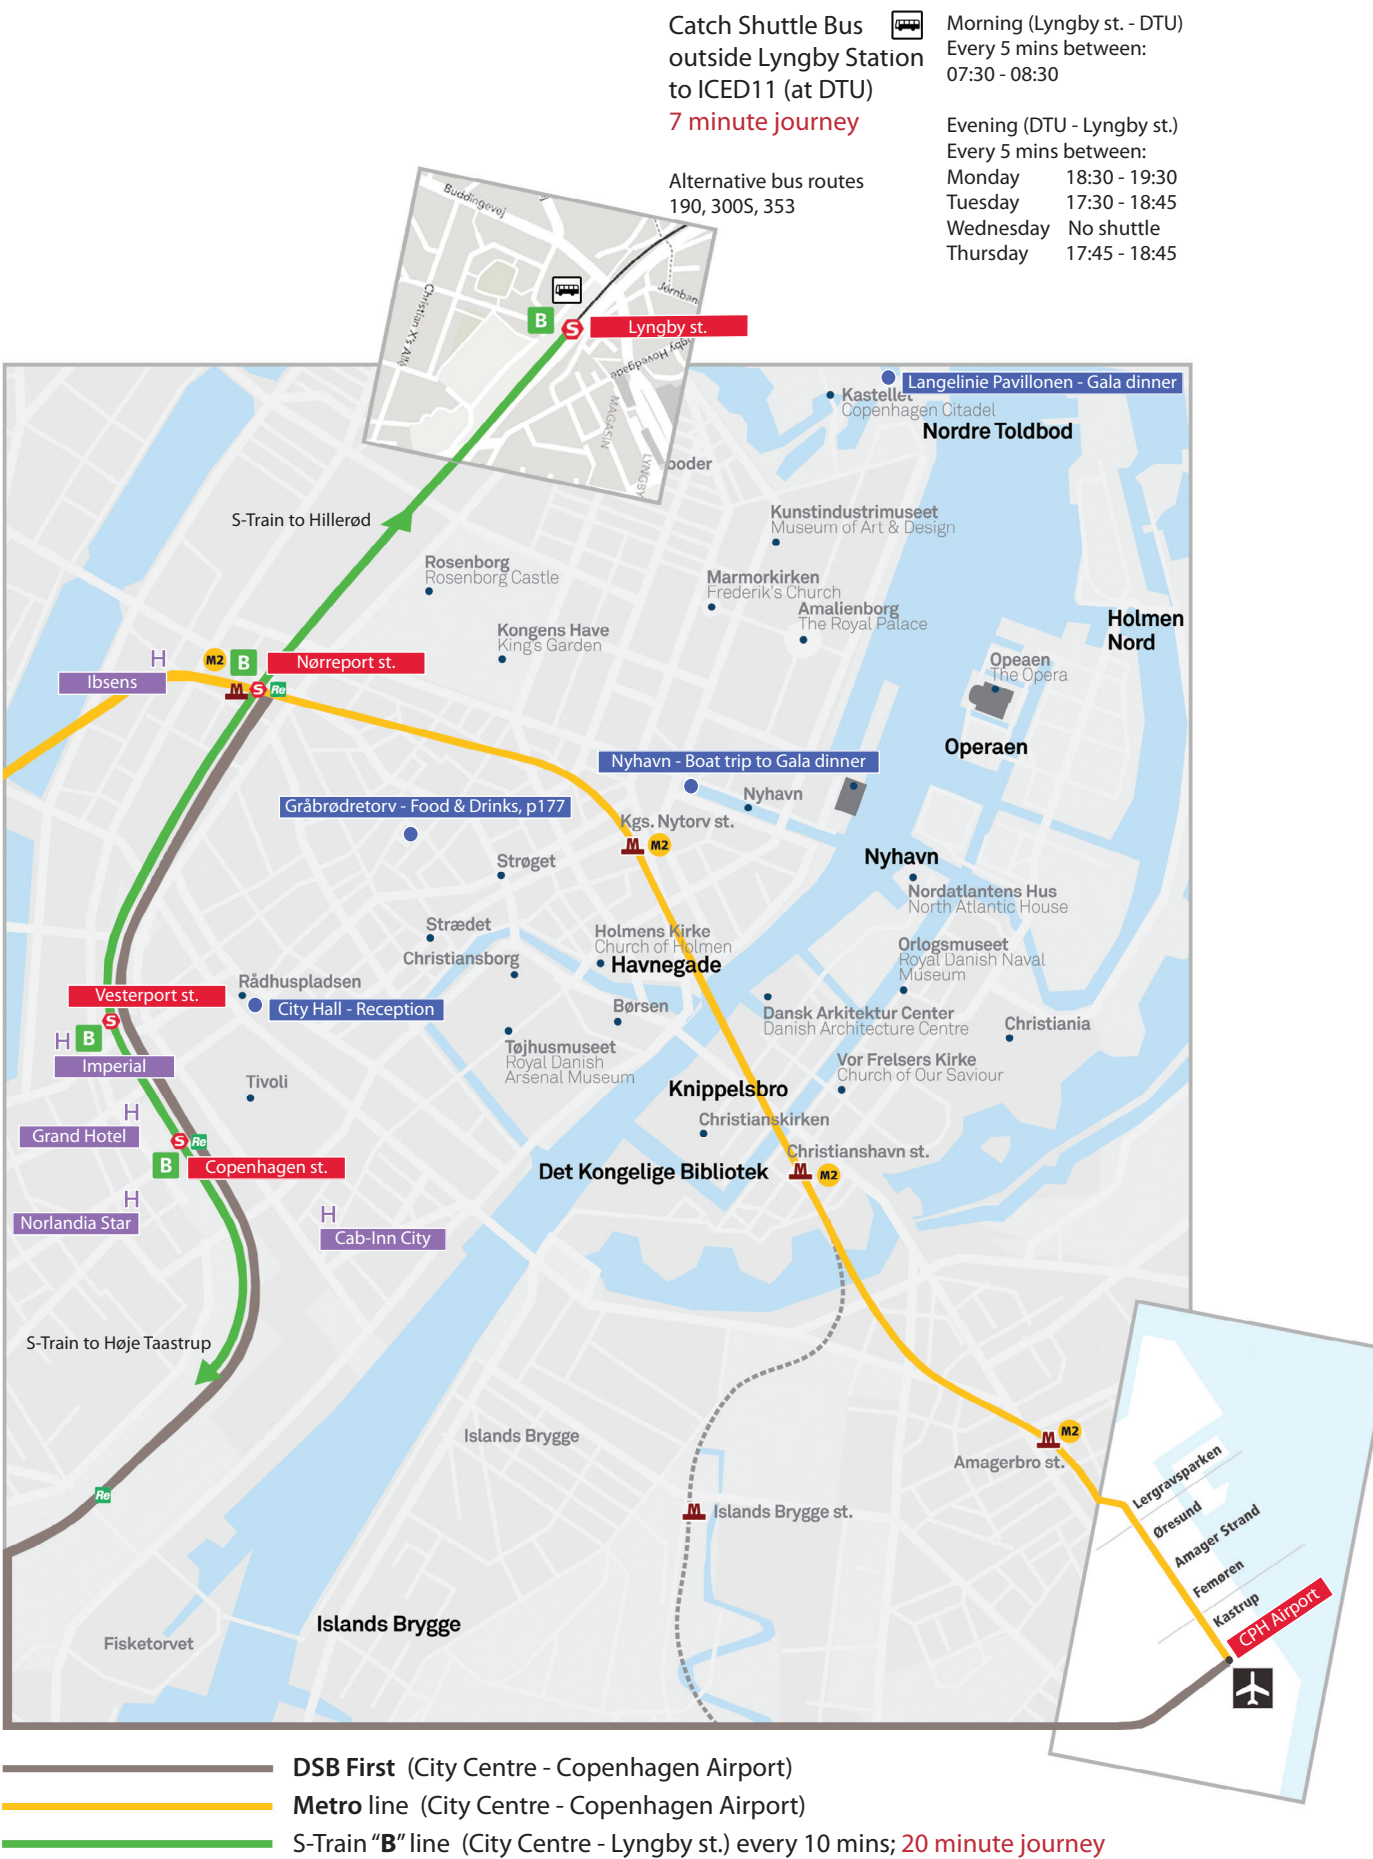 Catch Shuttle Bus
outside Lyngby Station
to ICED11 (at DTU)
7 minute journey
Alternative bus routes
190, 300S, 353
Morning (Lyngby st. - DTU)
Every 5 mins between:
07:30 - 08:30
Evening (DTU - Lyngby st.)
Every 5 mins between:
Monday 18:30 - 19:30
Tuesday 17:30 - 18:45
Wednesday No shuttle
Thursday 17:45 - 18:45
Buddingevej
Christian X's Allé
Jernban
B
S
Lyngby st.
ngby Hovedgade
MAGASIN
LYNGBY
Langelinie Pavillonen - Gala dinner
Kastellet
Copenhagen Citadel
Nordre Toldbod
boder
S-Train to Hillerød
Kunstindustrimuseet
Museum of Art & Design
Rosenborg
Rosenborg Castle
Marmorkirken
Frederik's Church
Amalienborg
The Royal Palace
Holmen
Nord
Kongens Have
King's Garden
Opeaen
The Opera
H
Ibsens
M2
B
Nørreport st.
M
S
Re
Operaen
Nyhavn - Boat trip to Gala dinner
Nyhavn
Gråbrødretorv - Food & Drinks, p177
Kgs. Nytorv st.
M
M2
Strøget
Nyhavn
Nordatlantens Hus
North Atlantic House
Strædet
Christiansborg
Holmens Kirke
Church of Holmen
Havnegade
Orlogsmuseet
Royal Danish Naval
Museum
Rådhuspladsen
City Hall - Reception
Vesterport st.
S
H
B
Imperial
Børsen
Dansk Arkitektur Center
Danish Architecture Centre
Christiania
Tøjhusmuseet
Royal Danish
Arsenal Museum
Vor Frelsers Kirke
Church of Our Saviour
Tivoli
Knippelsbro
Christianskirken
H
Grand Hotel
S
Re
B
Copenhagen st.
Christianshavn st.
Det Kongelige Bibliotek
M
M2
H
Norlandia Star
H
Cab-Inn City
S-Train to Høje Taastrup
Islands Brygge
M
M2
Amagerbro st.
Re
M
Islands Brygge st.
Lergravsparken
Øresund
Amager Strand
Femøren
Kastrup
CPH Airport
Islands Brygge
Fisketorvet
DSB First (City Centre - Copenhagen Airport)
Metro line (City Centre - Copenhagen Airport)
S-Train "B" line (City Centre - Lyngby st.) every 10 mins; 20 minute journey